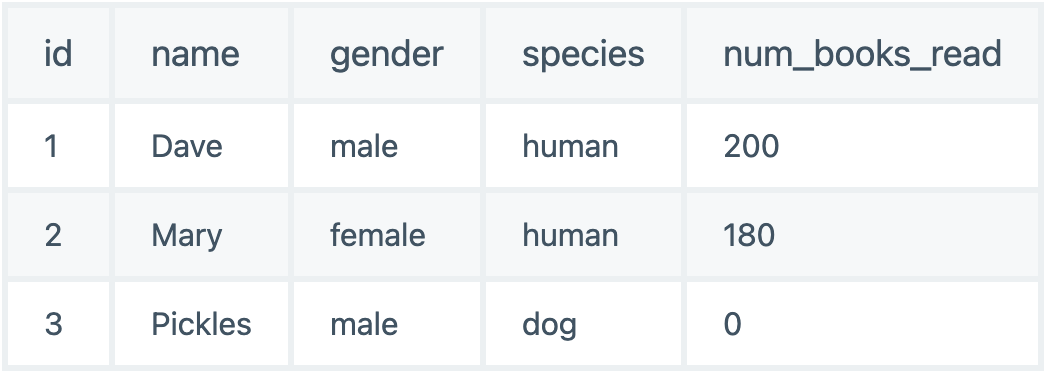 id name gender species num_books_read
1 Dave male human 200
2 Mary female human 180
3 Pickles male dog 0